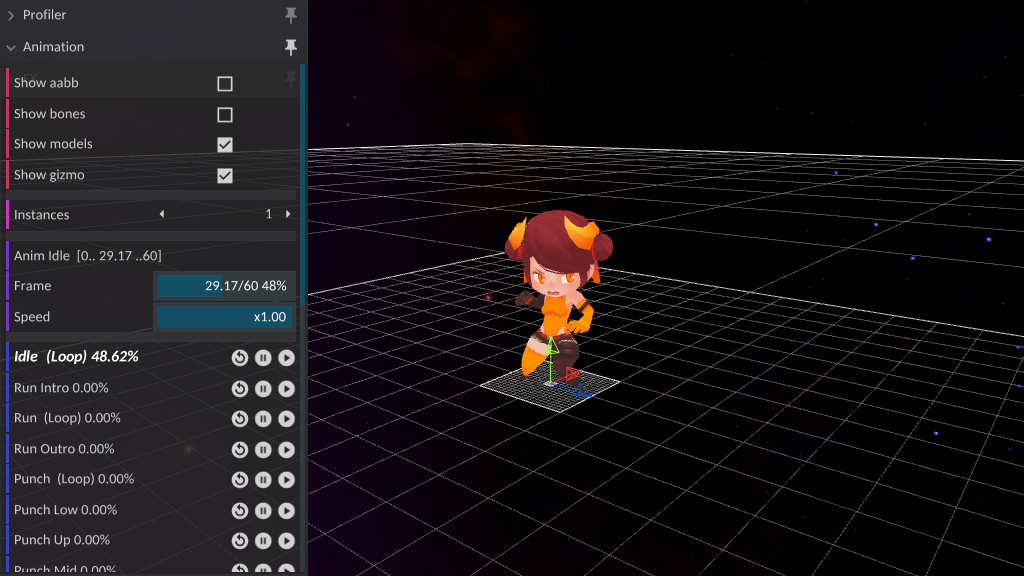 Profiler
Animation
Show aabb
Show bones
Show models
Show gizmo
Instances 1
Anim Idle [0.. 29.17 ..60]
Frame 29.17/60 48%
Speed x1.00
Idle (Loop) 48.62%
Run Intro 0.00%
Run (Loop) 0.00%
Run Outro 0.00%
Punch (Loop) 0.00%
Punch Low 0.00%
Punch Up 0.00%
Punch Mid 0.00%